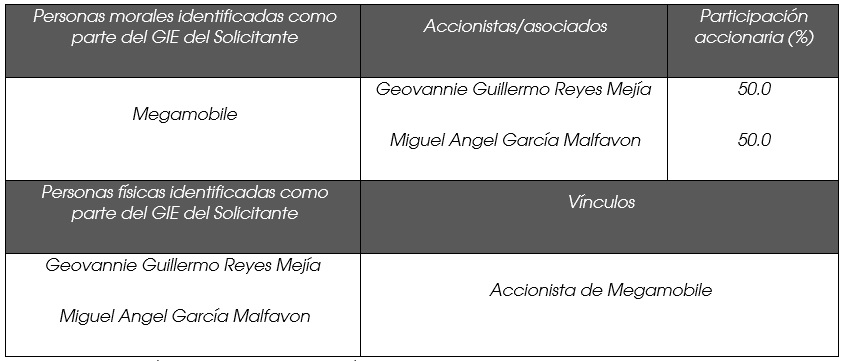 Personas morales identificadas como
parte del GIE del Solicitante
Accionistas/asociados
Participación
accionaria (%)
Megamobile
Geovannie Guillermo Reyes Mejía
50.0
Miguel Angel García Malfavon
50.0
Personas físicas identificadas como
parte del GIE del Solicitante
Vínculos
Geovannie Guillermo Reyes Mejía
Miguel Angel García Malfavon
Accionista de Megamobile